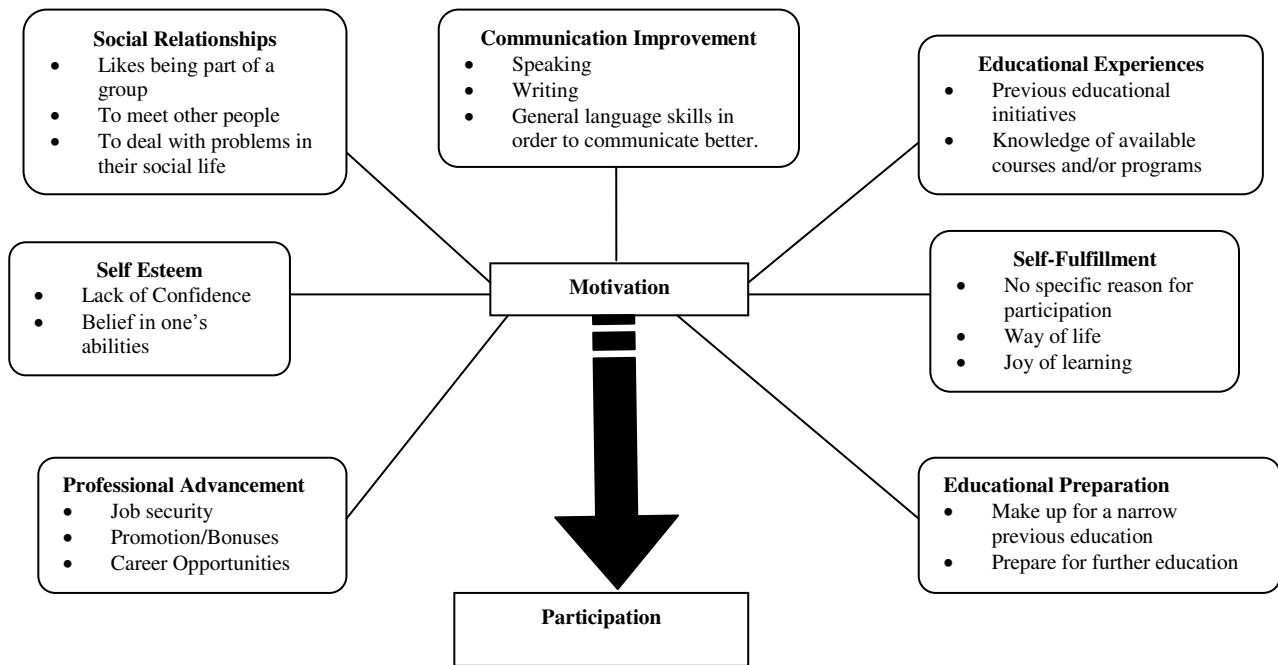 Social Relationships
• Likes being part of a
group
• To meet other people
• To deal with problems in
their social life
Communication Improvement
• Speaking
• Writing
• General language skills in
order to communicate better.
Educational Experiences
• Previous educational
initiatives
• Knowledge of available
courses and/or programs
Self Esteem
• Lack of Confidence
• Belief in one’s
abilities
Motivation
Self-Fulfillment
• No specific reason for
participation
• Way of life
• Joy of learning
Professional Advancement
• Job security
• Promotion/Bonuses
• Career Opportunities
Educational Preparation
• Make up for a narrow
previous education
• Prepare for further education
Participation